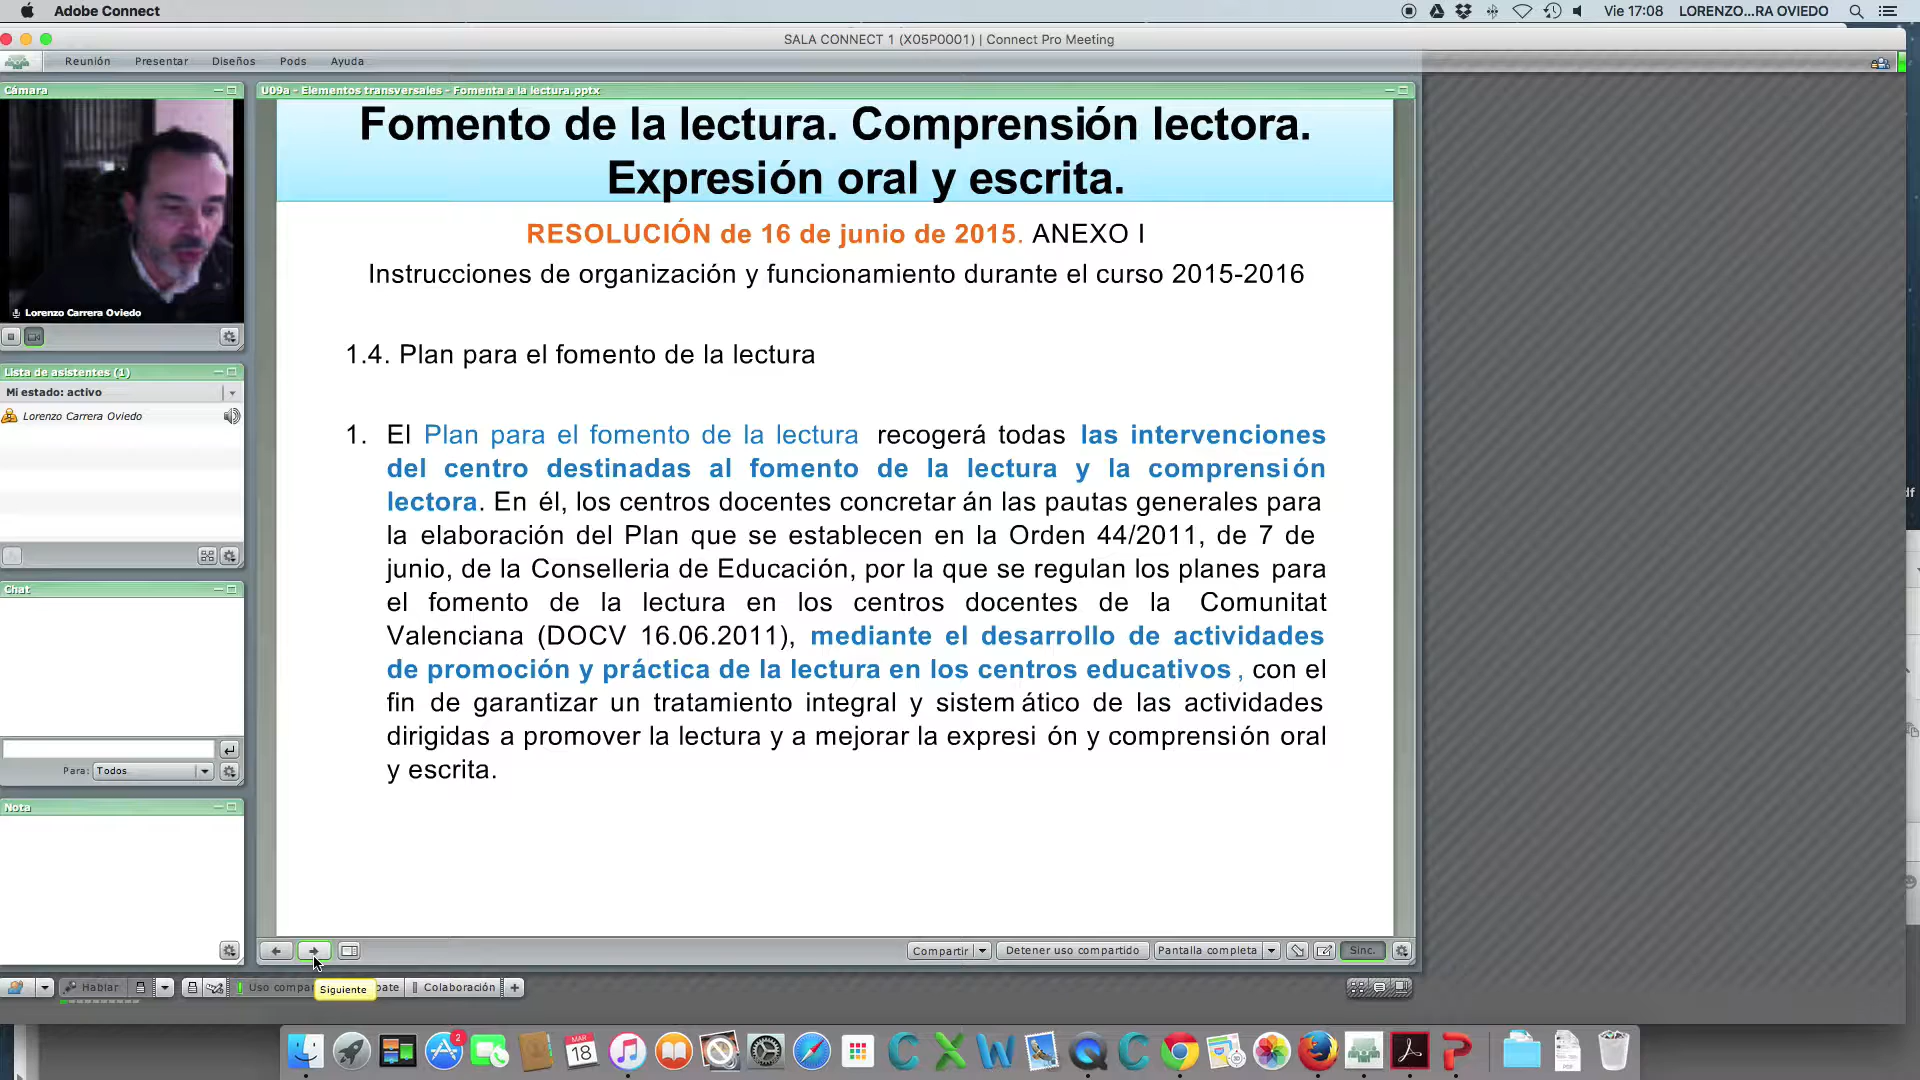 Adobe Connect
Vie 17:08 LORENZO...RA OVIEDO
SALA CONNECT 1 (X05P0001) | Connect Pro Meeting
Reunión Presentar Diseños Pods Ayuda
Cámara
Lorenzo Carrera Oviedo
Lista de asistentes (1)
Mi estado: activo
Lorenzo Carrera Oviedo
Chat
Para: Todos
Nota
U09a - Elementos transversales - Fomenta a la lectura.pptx
Fomento de la lectura. Comprensión lectora.
Expresión oral y escrita.
RESOLUCIÓN de 16 de junio de 2015. ANEXO I
Instrucciones de organización y funcionamiento durante el curso 2015-2016
1.4. Plan para el fomento de la lectura
1. El Plan para el fomento de la lectura recogerá todas las intervenciones
del centro destinadas al fomento de la lectura y la comprensión
lectora. En él, los centros docentes concretarán las pautas generales para
la elaboración del Plan que se establecen en la Orden 44/2011, de 7 de
junio, de la Conselleria de Educación, por la que se regulan los planes para
el fomento de la lectura en los centros docentes de la Comunitat
Valenciana (DOCV 16.06.2011), mediante el desarrollo de actividades
de promoción y práctica de la lectura en los centros educativos, con el
fin de garantizar un tratamiento integral y sistemático de las actividades
dirigidas a promover la lectura y a mejorar la expresión y comprensión oral
y escrita.
Compartir Detener uso compartido Pantalla completa Sinc.
Hablar Uso compar bate Colaboración +
Siguiente
df
2
MAR
18